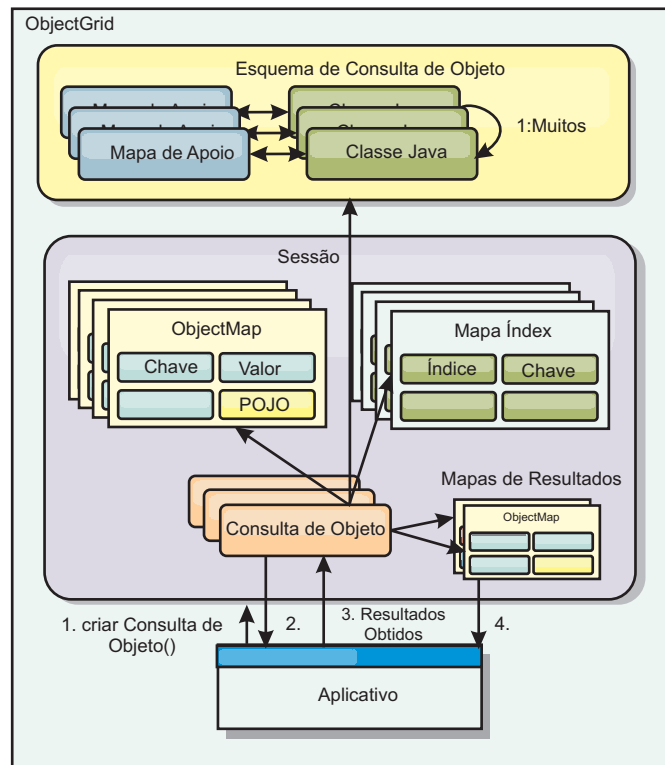 ObjectGrid
Esquema de Consulta de Objeto
Mapa de Apoio
Classe Java
1:Muitos
Sessão
ObjectMap
Chave
Valor
POJO
Mapa Índex
Índice
Chave
Mapas de Resultados
ObjectMap
Consulta de Objeto
1. criar Consulta de
Objeto()
2.
3. Resultados
Obtidos
4.
Aplicativo